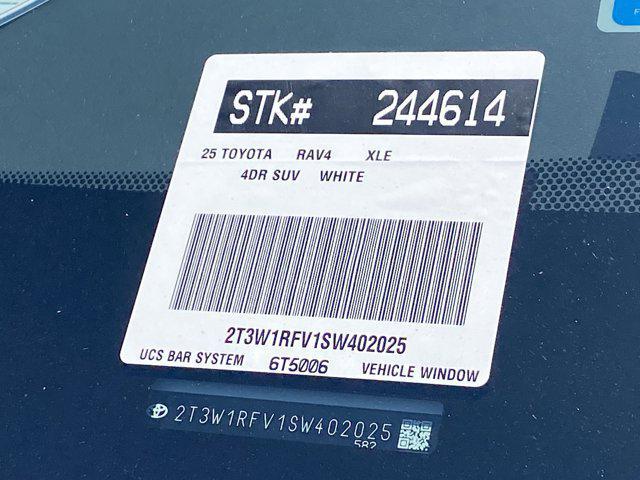 STK# 244614
25 TOYOTA RAV4 XLE
4DR SUV WHITE
2T3W1RFV1SW402025
UCS BAR SYSTEM 6T5006 VEHICLE WINDOW
2T3W1RFV1SW402025
582